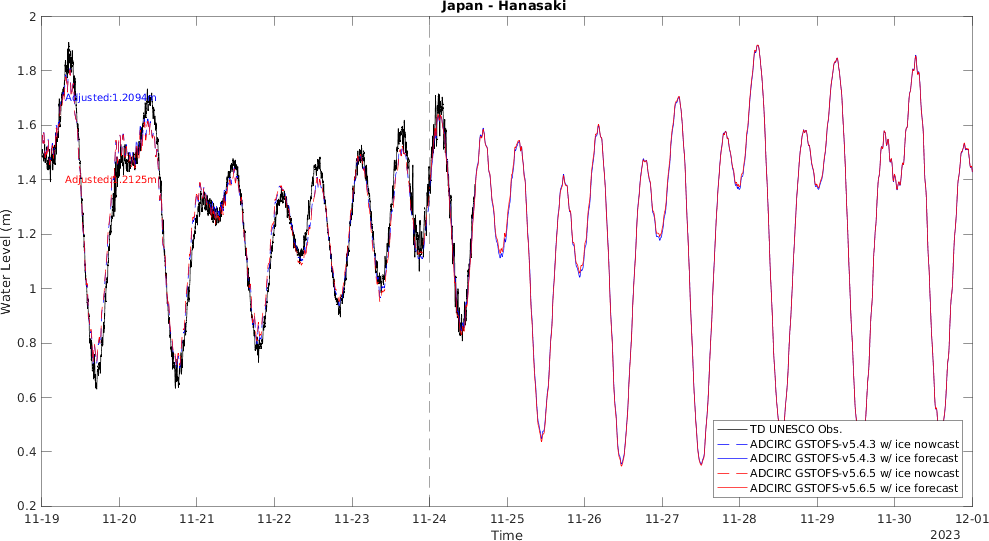 Japan - Hanasaki
2
1.8
1.6
1.4
1.2
1
0.8
0.6
0.4
0.2
Water Level (m)
Adjusted:1.2094m
Adjusted:1.2125m
TD UNESCO Obs.
ADCIRC GSTOFS-v5.4.3 w/ ice nowcast
ADCIRC GSTOFS-v5.4.3 w/ ice forecast
ADCIRC GSTOFS-v5.6.5 w/ ice nowcast
ADCIRC GSTOFS-v5.6.5 w/ ice forecast
11-19 11-20 11-21 11-22 11-23 11-24 11-25 11-26 11-27 11-28 11-29 11-30 12-01
Time
2023